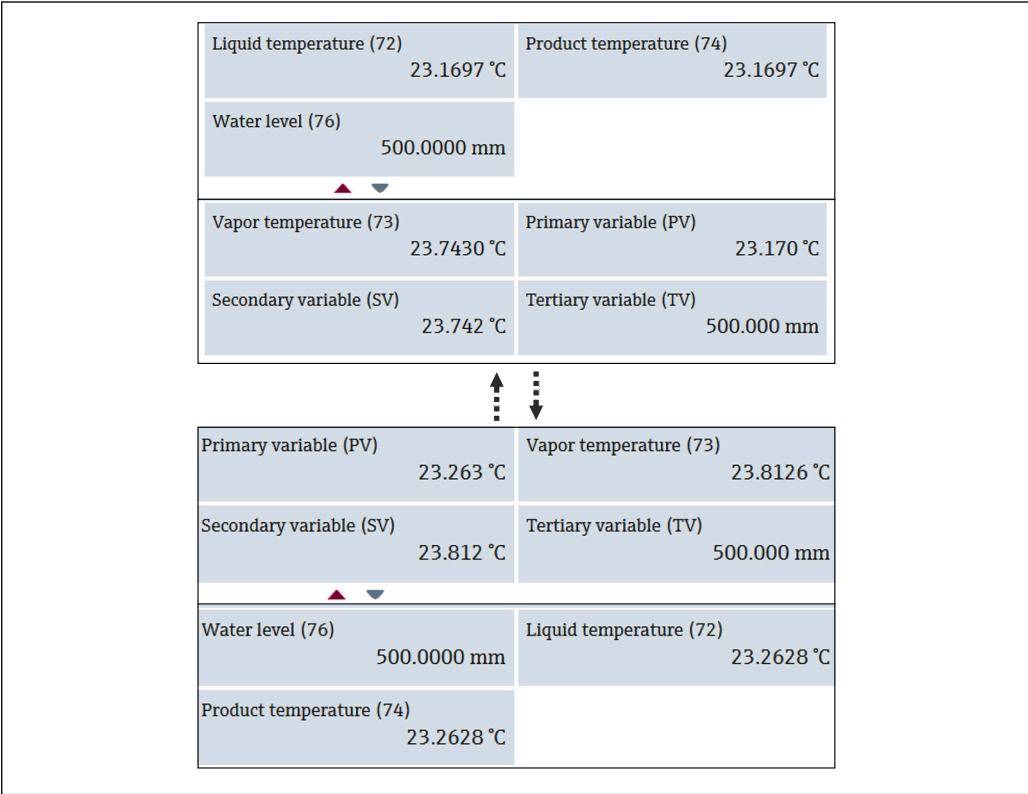 Liquid temperature (72)
23.1697 °C
Product temperature (74)
23.1697 °C
Water level (76)
500.0000 mm
Vapor temperature (73)
23.7430 °C
Primary variable (PV)
23.170 °C
Secondary variable (SV)
23.742 °C
Tertiary variable (TV)
500.000 mm
Primary variable (PV)
23.263 °C
Vapor temperature (73)
23.8126 °C
Secondary variable (SV)
23.812 °C
Tertiary variable (TV)
500.000 mm
Water level (76)
500.0000 mm
Liquid temperature (72)
23.2628 °C
Product temperature (74)
23.2628 °C